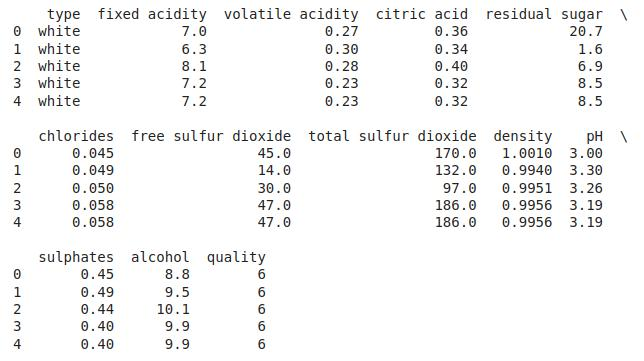 type  fixed acidity  volatile acidity  citric acid  residual sugar  \
0  white            7.0              0.27         0.36            20.7
1  white            6.3              0.30         0.34             1.6
2  white            8.1              0.28         0.40             6.9
3  white            7.2              0.23         0.32             8.5
4  white            7.2              0.23         0.32             8.5

   chlorides  free sulfur dioxide  total sulfur dioxide  density    pH  \
0      0.045                 45.0                 170.0   1.0010  3.00
1      0.049                 14.0                 132.0   0.9940  3.30
2      0.050                 30.0                  97.0   0.9951  3.26
3      0.058                 47.0                 186.0   0.9956  3.19
4      0.058                 47.0                 186.0   0.9956  3.19

   sulphates  alcohol  quality
0       0.45      8.8        6
1       0.49      9.5        6
2       0.44     10.1        6
3       0.40      9.9        6
4       0.40      9.9        6